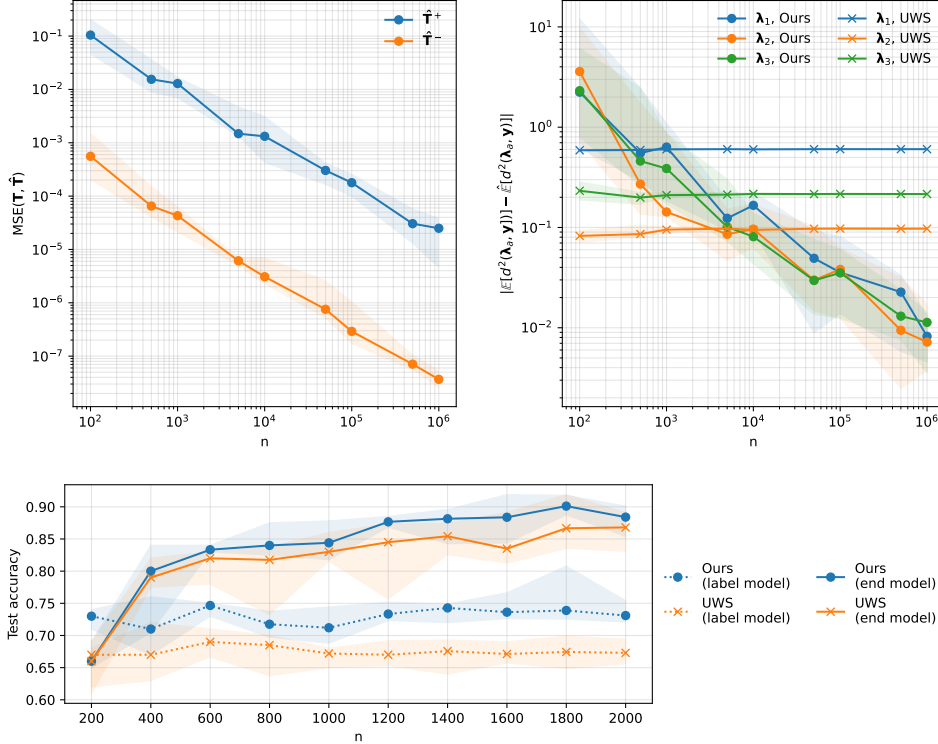 10⁻¹
10⁻²
10⁻³
10⁻⁴
10⁻⁵
10⁻⁶
10⁻⁷
MSE(𝐓, 𝐓̂)
𝐓̂⁺
𝐓̂⁻
10² 10³ 10⁴ 10⁵ 10⁶
n
10¹
10⁰
10⁻¹
10⁻²
|𝔼[d²(𝛌ₐ, 𝐲)]) − 𝔼̂[d²(𝛌ₐ, 𝐲)]|
𝛌₁, Ours 𝛌₁, UWS
𝛌₂, Ours 𝛌₂, UWS
𝛌₃, Ours 𝛌₃, UWS
10² 10³ 10⁴ 10⁵ 10⁶
n
0.90
0.85
0.80
0.75
0.70
0.65
0.60
Test accuracy
200 400 600 800 1000 1200 1400 1600 1800 2000
n
Ours
(label model)
UWS
(label model)
Ours
(end model)
UWS
(end model)